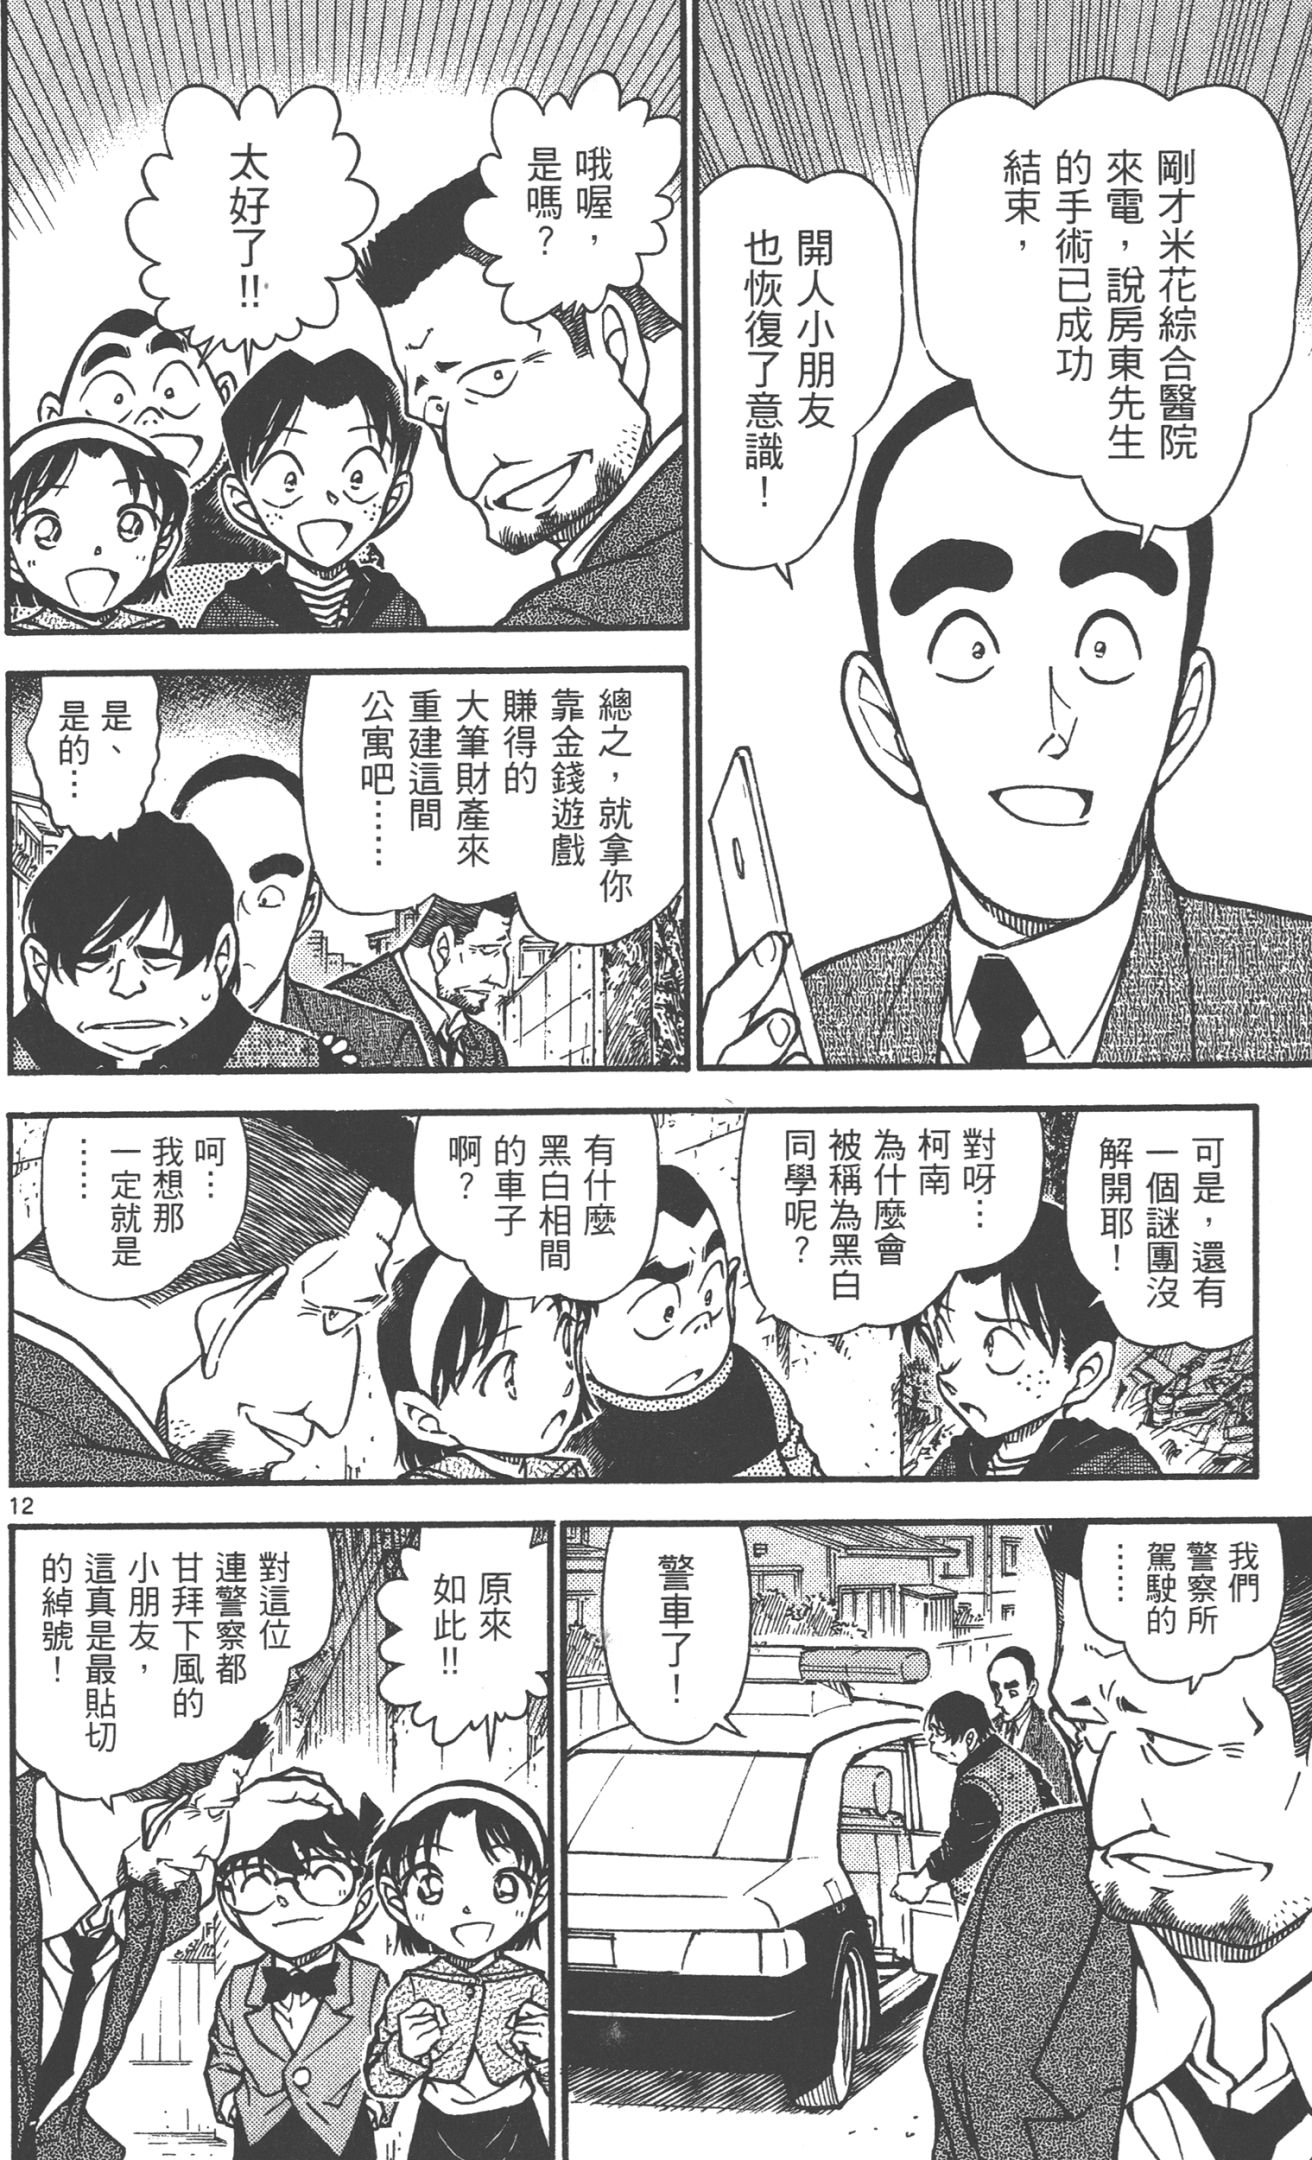 剛才米花綜合醫院
來電，說房東先生
的手術已成功
結束，
開人小朋友
也恢復了意識！
哦喔，
是嗎？
太好了!!
總之，就拿你
靠金錢遊戲
賺得的
大筆財產來
重建這間
公寓吧……
是、
是的…
可是，還有
一個謎團沒
解開耶！
對呀…
柯南
為什麼會
被稱為黑白
同學呢？
有什麼
黑白相間
的車子
啊？
呵…
我想那
一定就是
……
12
我們
警察所
駕駛的
……
警車了！
原來
如此!!
對這位
連警察都
甘拜下風的
小朋友，
這真是最貼切
的綽號！